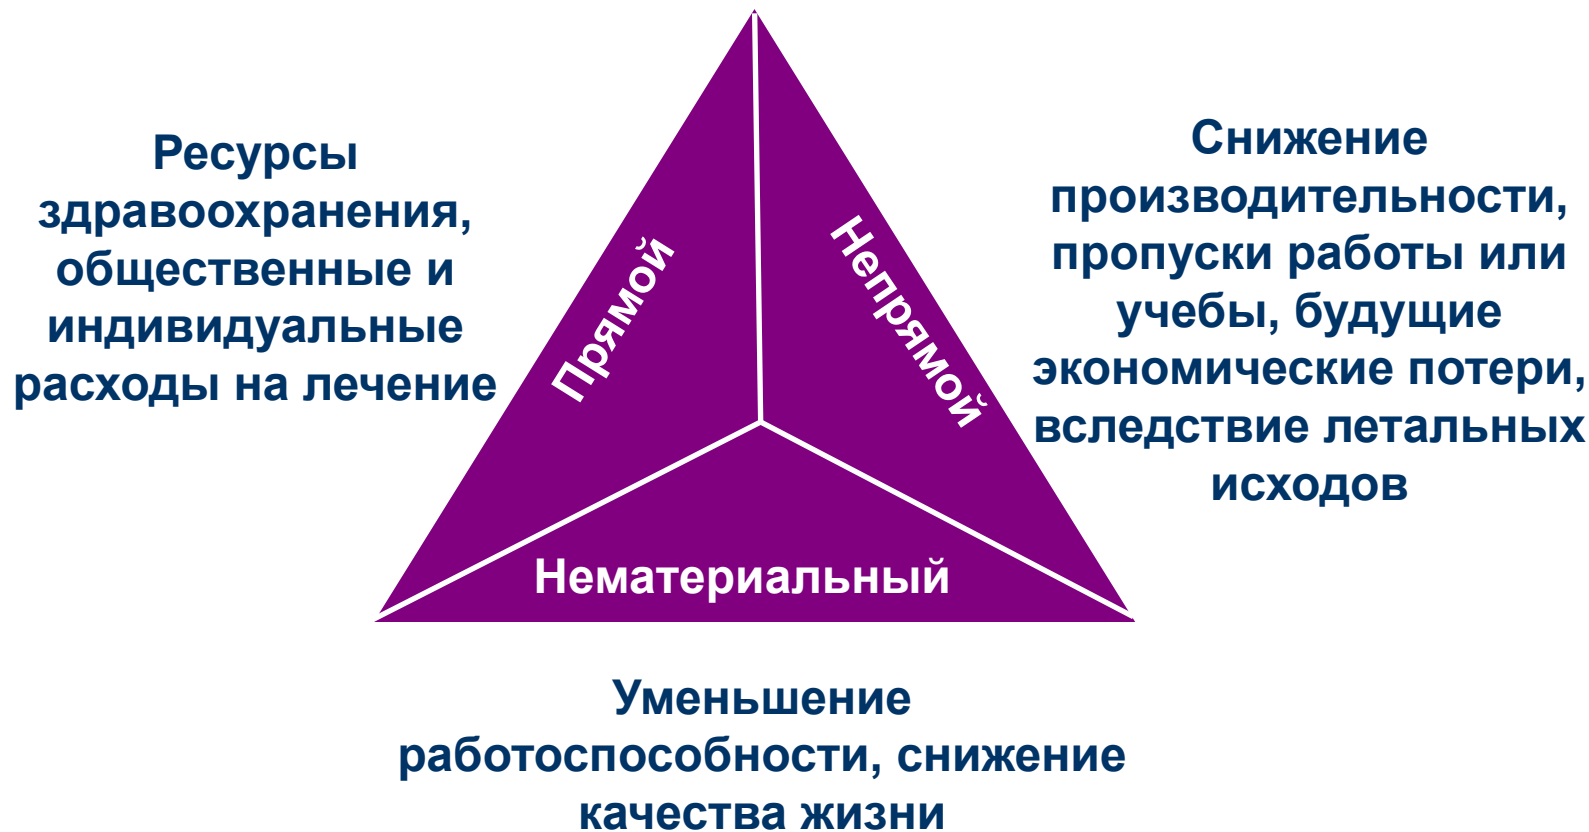 Ресурсы
здравоохранения,
общественные и
индивидуальные
расходы на лечение
Прямой
Непрямой
Снижение
производительности,
пропуски работы или
учебы, будущие
экономические потери,
вследствие летальных
исходов
Нематериальный
Уменьшение
работоспособности, снижение
качества жизни